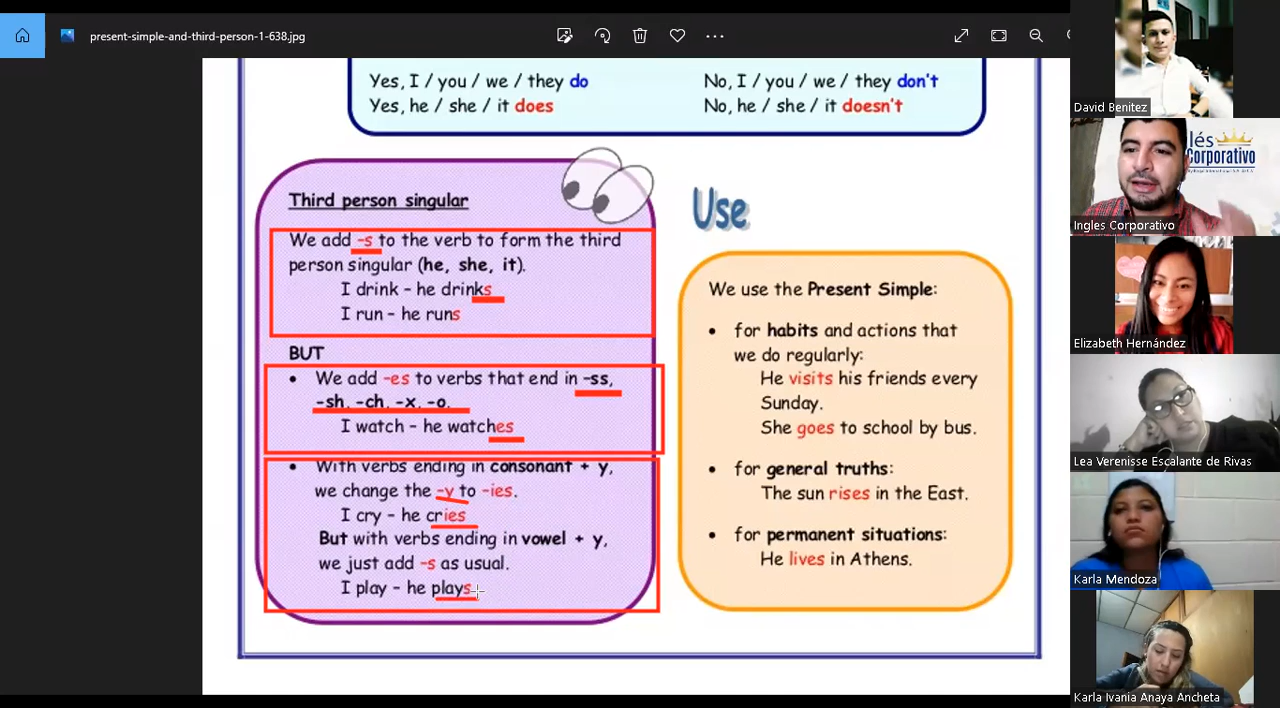 present-simple-and-third-person-1-638.jpg
Yes, I / you / we / they do
No, I / you / we / they don't
Yes, he / she / it does
No, he / she / it doesn't
Third person singular
We add -s to the verb to form the third
person singular (he, she, it).
I drink – he drinks
I run – he runs
BUT
• We add -es to verbs that end in -ss,
-sh, -ch, -x, -o.
I watch – he watches
• With verbs ending in consonant + y,
we change the -y to -ies.
I cry – he cries
But with verbs ending in vowel + y,
we just add -s as usual.
I play – he plays
Use
We use the Present Simple:
• for habits and actions that
we do regularly:
He visits his friends every
Sunday.
She goes to school by bus.
• for general truths:
The sun rises in the East.
• for permanent situations:
He lives in Athens.
David Benitez
lés
Corporativo
Ingles Corporativo
Elizabeth Hernández
Lea Verenisse Escalante de Rivas
Karla Mendoza
Karla Ivania Anaya Ancheta